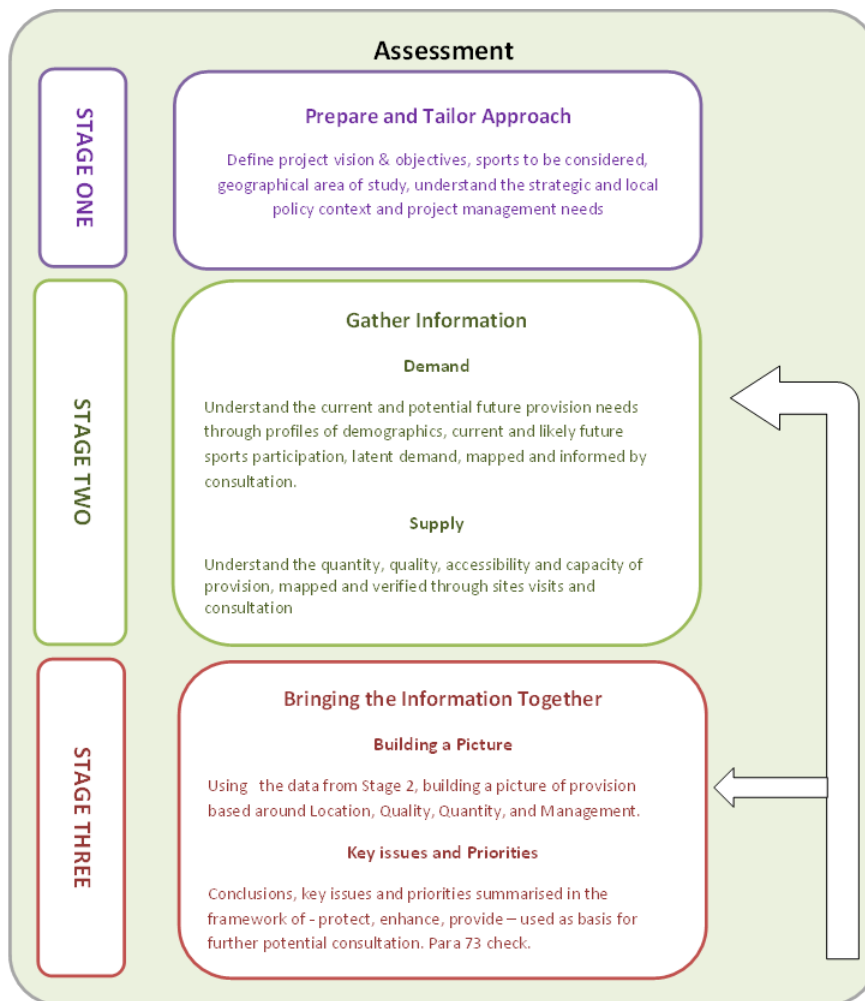 Assessment
STAGE ONE
Prepare and Tailor Approach
Define project vision & objectives, sports to be considered,
geographical area of study, understand the strategic and local
policy context and project management needs
STAGE TWO
Gather Information
Demand
Understand the current and potential future provision needs
through profiles of demographics, current and likely future
sports participation, latent demand, mapped and informed by
consultation.
Supply
Understand the quantity, quality, accessibility and capacity of
provision, mapped and verified through sites visits and
consultation
STAGE THREE
Bringing the Information Together
Building a Picture
Using the data from Stage 2, building a picture of provision
based around Location, Quality, Quantity, and Management.
Key issues and Priorities
Conclusions, key issues and priorities summarised in the
framework of - protect, enhance, provide – used as basis for
further potential consultation. Para 73 check.